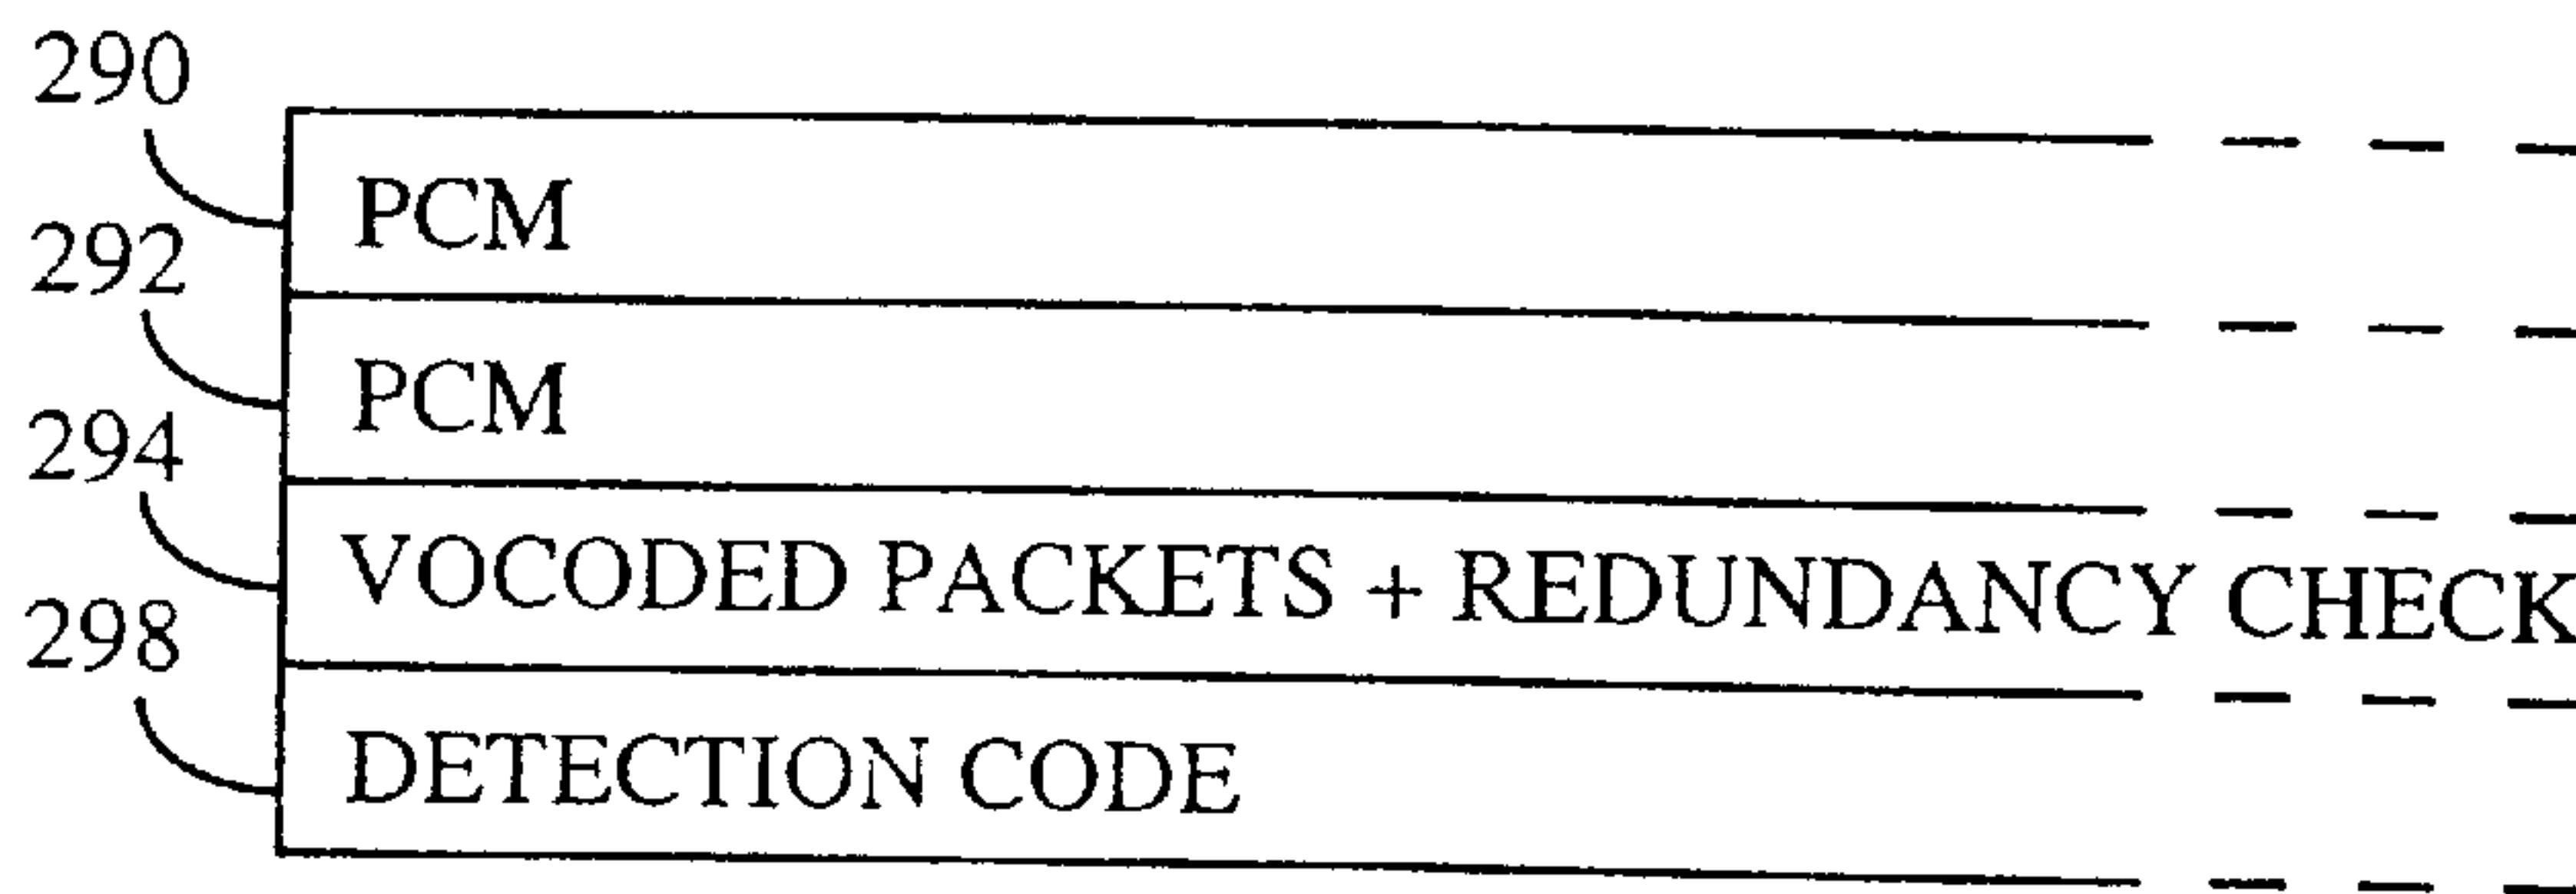 290
PCM
292
PCM
294
VOCODED PACKETS + REDUNDANCY CHECK
298
DETECTION CODE